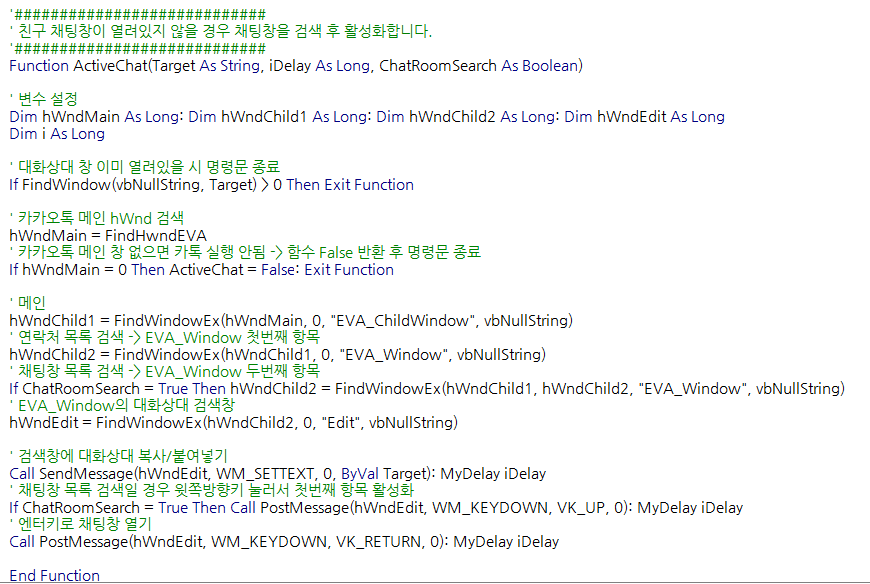 '############################
' 친구 채팅창이 열려있지 않을 경우 채팅창을 검색 후 활성화합니다.
'############################
Function ActiveChat(Target As String, iDelay As Long, ChatRoomSearch As Boolean)
' 변수 설정
Dim hWndMain As Long: Dim hWndChild1 As Long: Dim hWndChild2 As Long: Dim hWndEdit As Long
Dim i As Long
' 대화상대 창 이미 열려있을 시 명령문 종료
If FindWindow(vbNullString, Target) > 0 Then Exit Function
' 카카오톡 메인 hWnd 검색
hWndMain = FindHwndEVA
' 카카오톡 메인 창 없으면 카톡 실행 안됨 -> 함수 False 반환 후 명령문 종료
If hWndMain = 0 Then ActiveChat = False: Exit Function
' 메인
hWndChild1 = FindWindowEx(hWndMain, 0, "EVA_ChildWindow", vbNullString)
' 연락처 목록 검색 -> EVA_Window 첫번째 항목
hWndChild2 = FindWindowEx(hWndChild1, 0, "EVA_Window", vbNullString)
' 채팅창 목록 검색 -> EVA_Window 두번째 항목
If ChatRoomSearch = True Then hWndChild2 = FindWindowEx(hWndChild1, hWndChild2, "EVA_Window", vbNullString)
' EVA_Window의 대화상대 검색창
hWndEdit = FindWindowEx(hWndChild2, 0, "Edit", vbNullString)
' 검색창에 대화상대 복사/붙여넣기
Call SendMessage(hWndEdit, WM_SETTEXT, 0, ByVal Target): MyDelay iDelay
' 채팅창 목록 검색일 경우 윗쪽방향키 눌러서 첫번째 항목 활성화
If ChatRoomSearch = True Then Call PostMessage(hWndEdit, WM_KEYDOWN, VK_UP, 0): MyDelay iDelay
' 엔터키로 채팅창 열기
Call PostMessage(hWndEdit, WM_KEYDOWN, VK_RETURN, 0): MyDelay iDelay
End Function